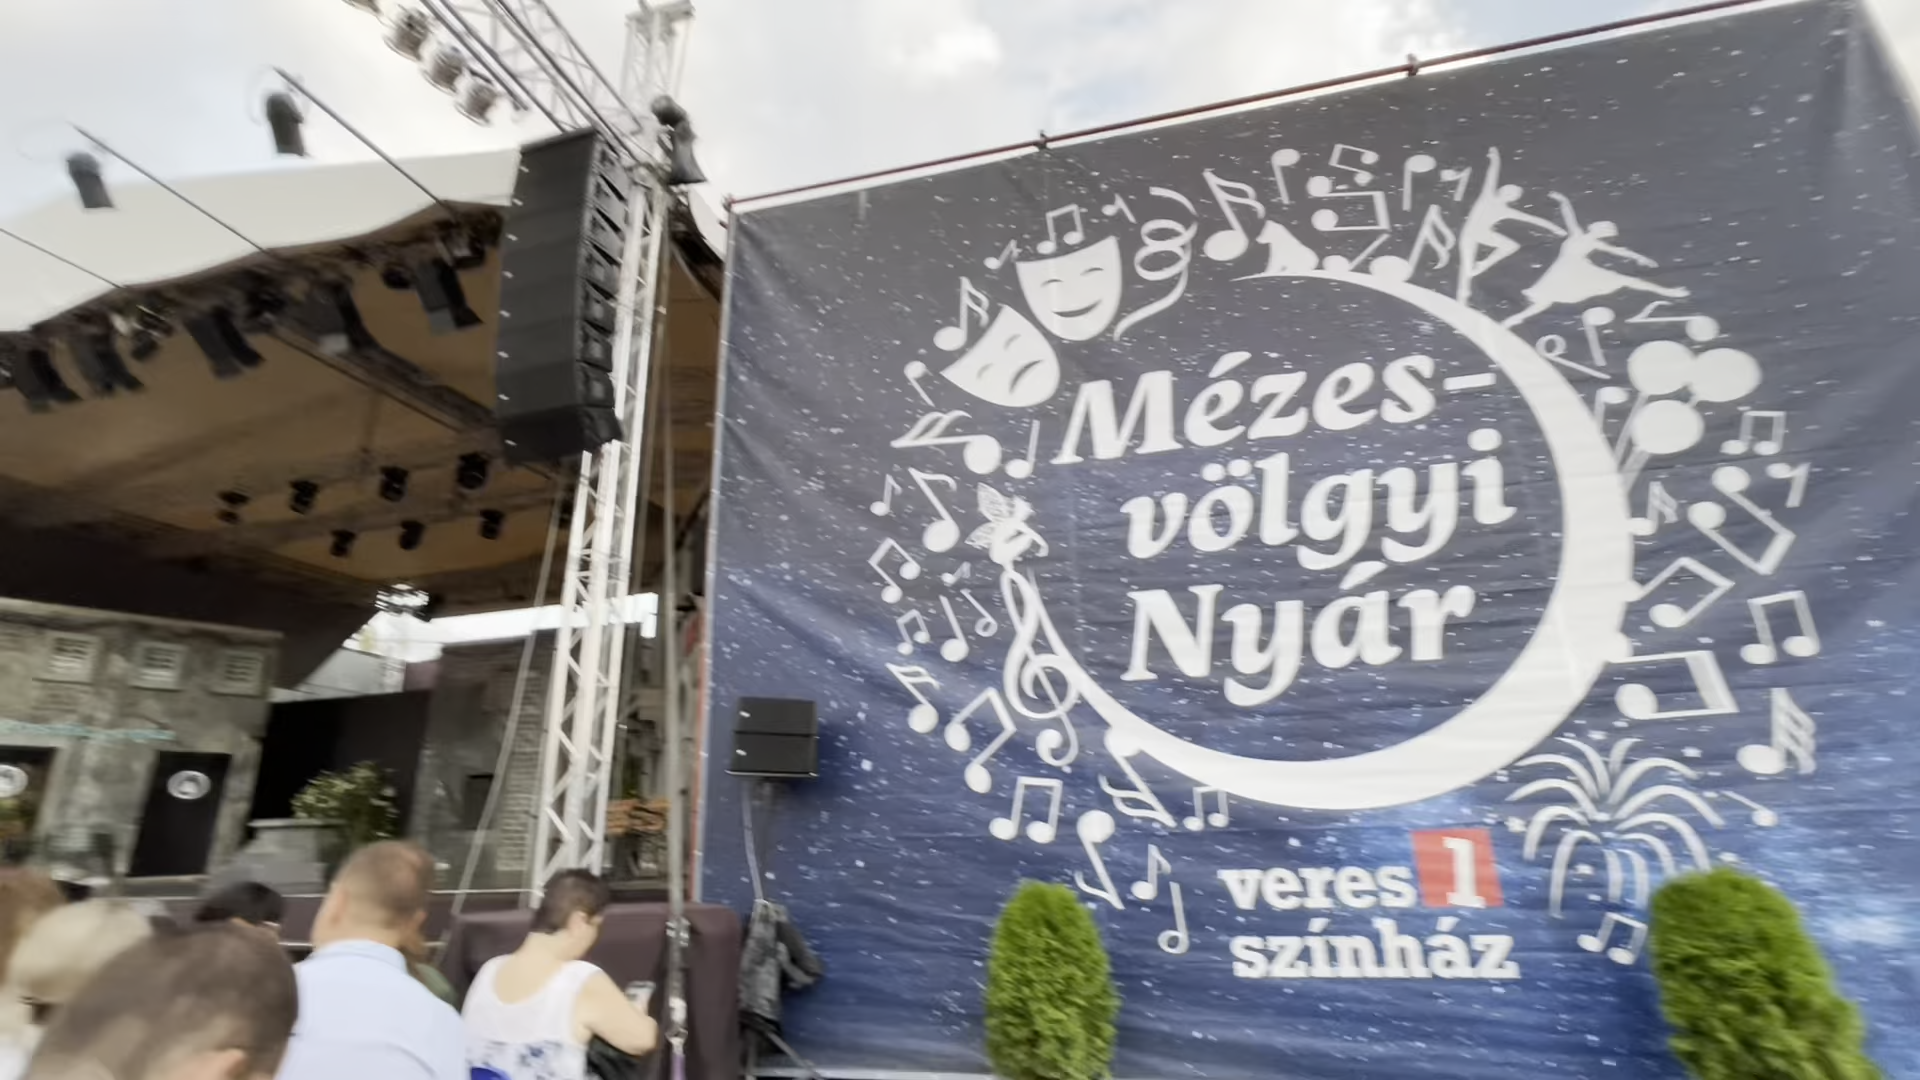 Mézes-
völgyi
Nyár
veres 1
színház